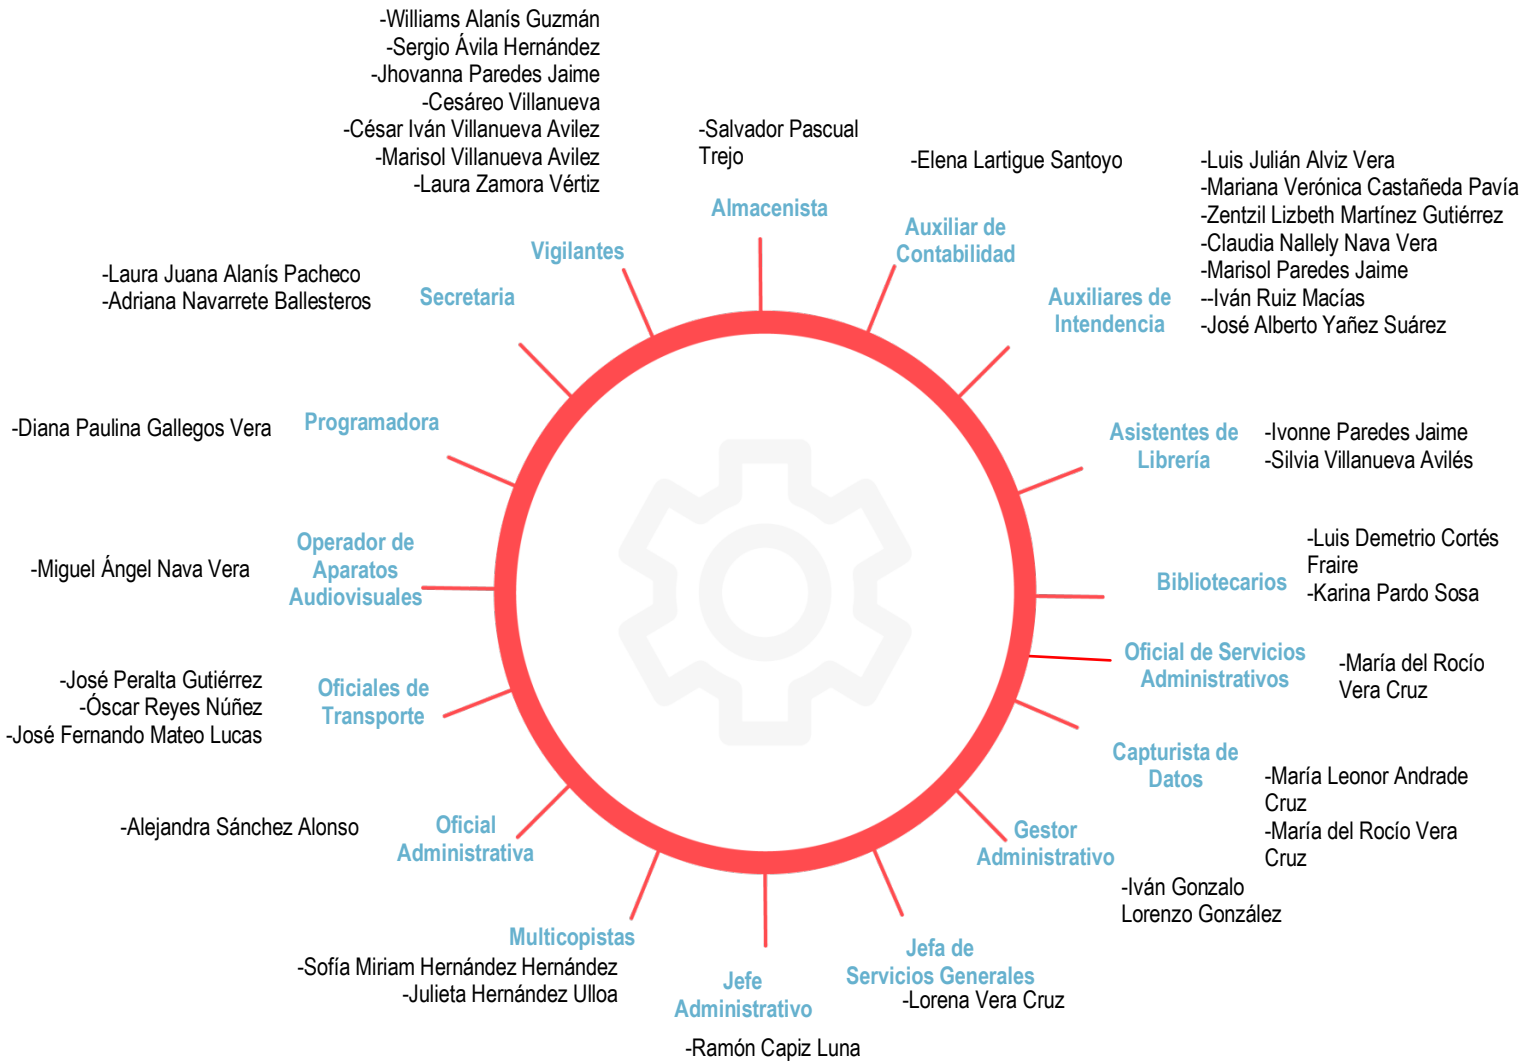 -Williams Alanís Guzmán
-Sergio Ávila Hernández
-Jhovanna Paredes Jaime
-Cesáreo Villanueva
-César Iván Villanueva Avilez
-Marisol Villanueva Avilez
-Laura Zamora Vértiz
Vigilantes
-Salvador Pascual
Trejo
Almacenista
-Elena Lartigue Santoyo
Auxiliar de
Contabilidad
-Luis Julián Alviz Vera
-Mariana Verónica Castañeda Pavía
-Zentzil Lizbeth Martínez Gutiérrez
-Claudia Nallely Nava Vera
-Marisol Paredes Jaime
--Iván Ruiz Macías
-José Alberto Yañez Suárez
Auxiliares de
Intendencia
Asistentes de
Librería
-Ivonne Paredes Jaime
-Silvia Villanueva Avilés
Bibliotecarios
-Luis Demetrio Cortés
Fraire
-Karina Pardo Sosa
Oficial de Servicios
Administrativos
-María del Rocío
Vera Cruz
Capturista de
Datos
-María Leonor Andrade
Cruz
-María del Rocío Vera
Cruz
Gestor
Administrativo
-Iván Gonzalo
Lorenzo González
Jefa de
Servicios Generales
-Lorena Vera Cruz
Jefe
Administrativo
-Ramón Capiz Luna
Multicopistas
-Sofía Miriam Hernández Hernández
-Julieta Hernández Ulloa
Oficial
Administrativa
-Alejandra Sánchez Alonso
Oficiales de
Transporte
-José Peralta Gutiérrez
-Óscar Reyes Núñez
-José Fernando Mateo Lucas
Operador de
Aparatos
Audiovisuales
-Miguel Ángel Nava Vera
Programadora
-Diana Paulina Gallegos Vera
Secretaria
-Laura Juana Alanís Pacheco
-Adriana Navarrete Ballesteros